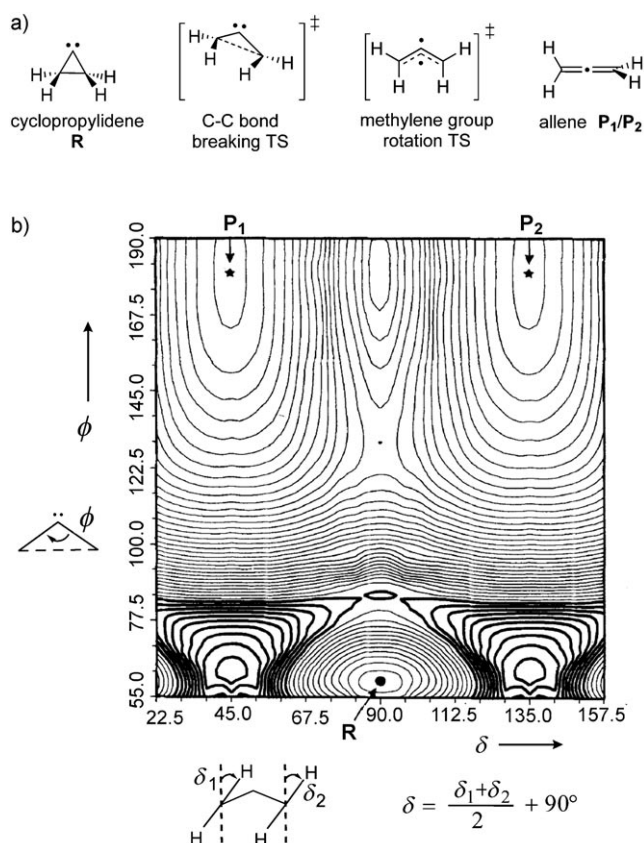 a)
H H H H
cyclopropylidene
R
H H H H ‡
C-C bond
breaking TS
H H H H ‡
methylene group
rotation TS
H H H H
allene P₁/P₂
b)
P₁ P₂
190.0
167.5
145.0
122.5
100.0
77.5
55.0
ϕ
ϕ
22.5 45.0 67.5 90.0 112.5 135.0 157.5
R
δ
δ₁ H H δ₂
H H
δ = (δ₁+δ₂)/2 + 90°